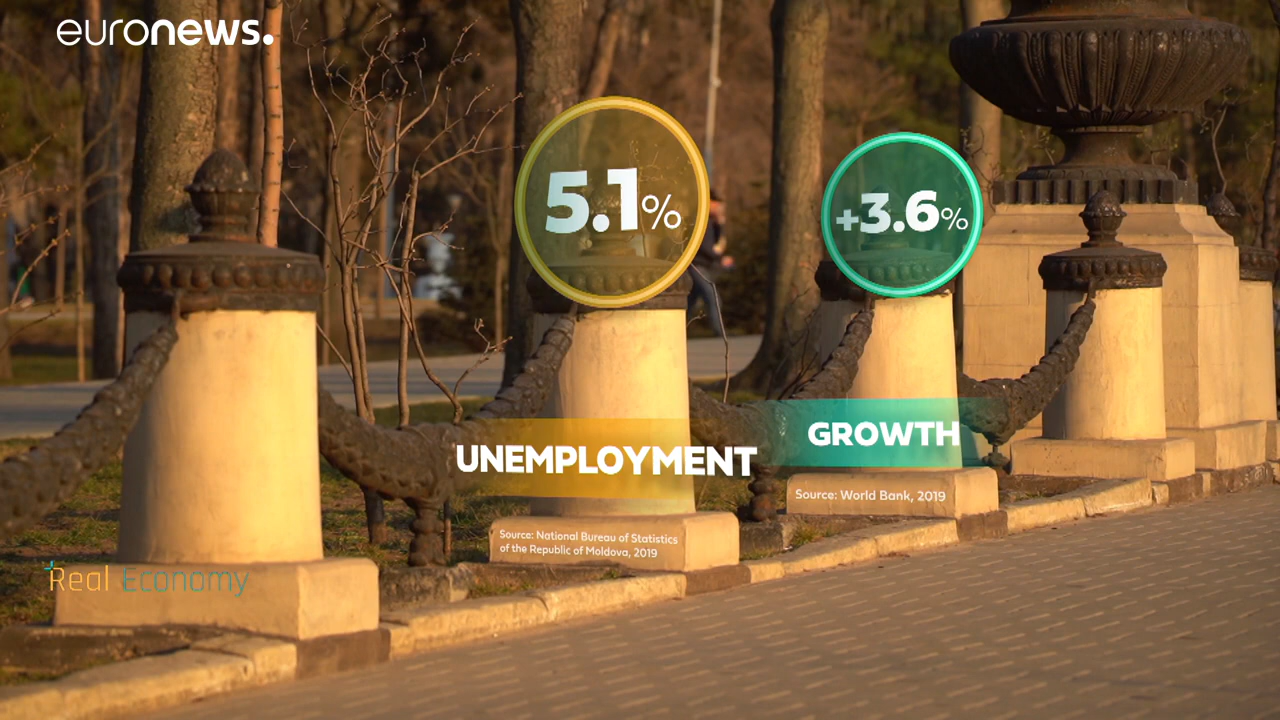 euronews.
5.1%
+3.6%
UNEMPLOYMENT
GROWTH
Source: World Bank, 2019
Source: National Bureau of Statistics
of the Republic of Moldova, 2019
Real Economy